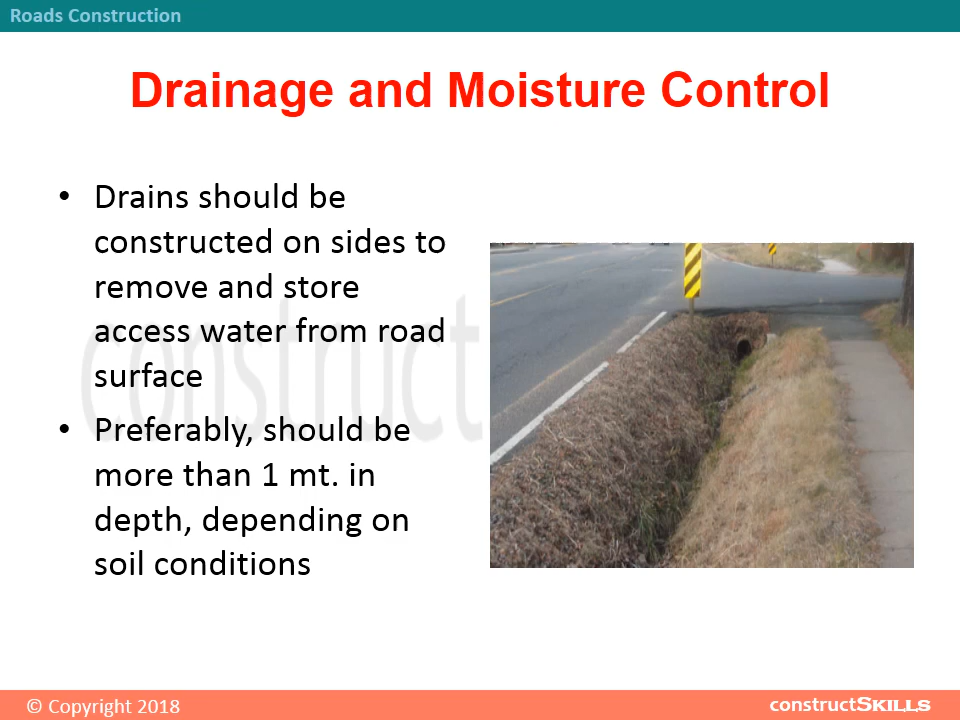 Roads Construction
Drainage and Moisture Control
• Drains should be
constructed on sides to
remove and store
access water from road
surface
• Preferably, should be
more than 1 mt. in
depth, depending on
soil conditions
construct
© Copyright 2018
constructSKILLS